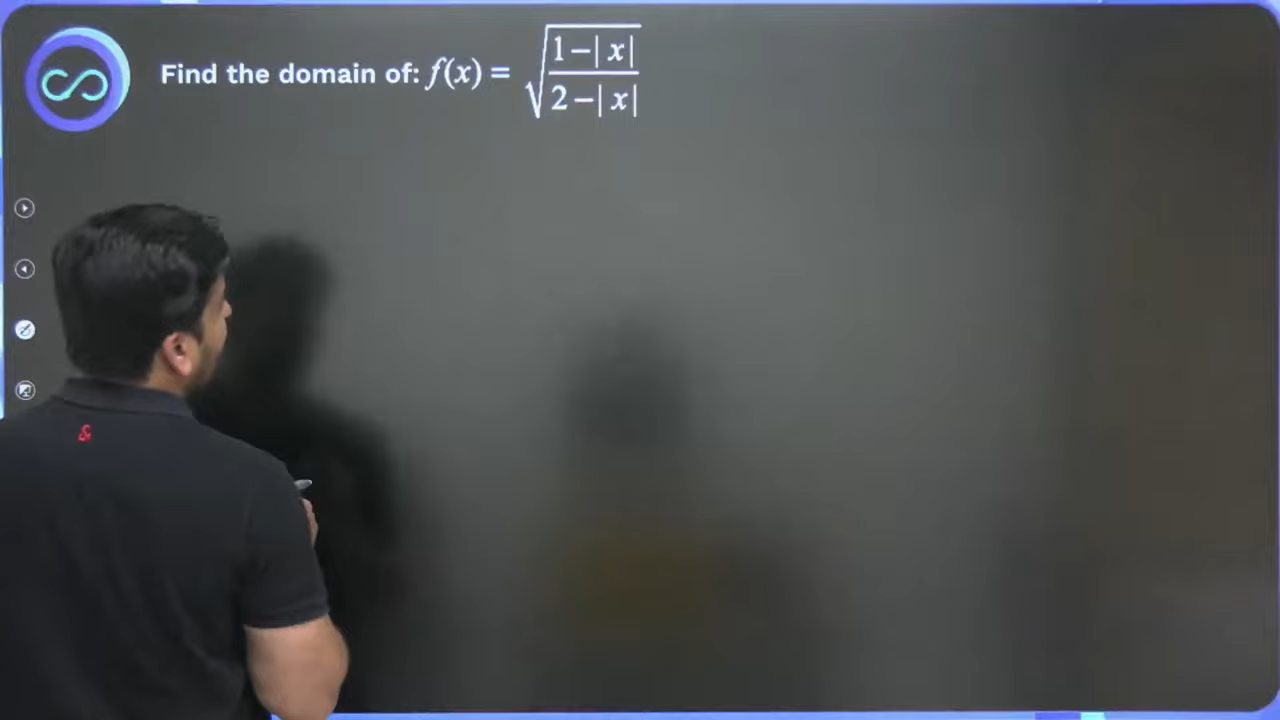 Find the domain of: f(x) = √((1−|x|)/(2−|x|))